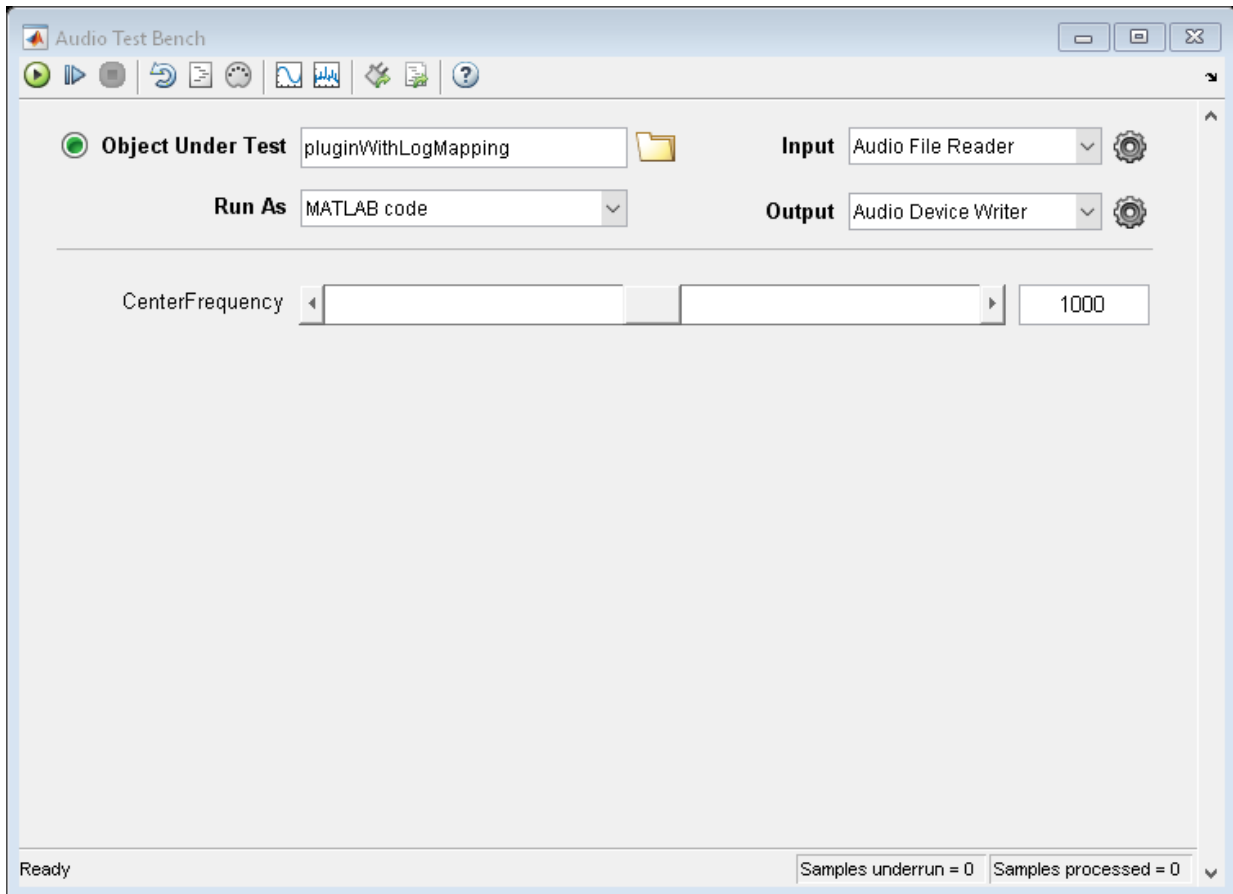 Audio Test Bench
Object Under Test pluginWithLogMapping Input Audio File Reader
Run As MATLAB code Output Audio Device Writer
CenterFrequency 1000
Ready Samples underrun = 0 Samples processed = 0